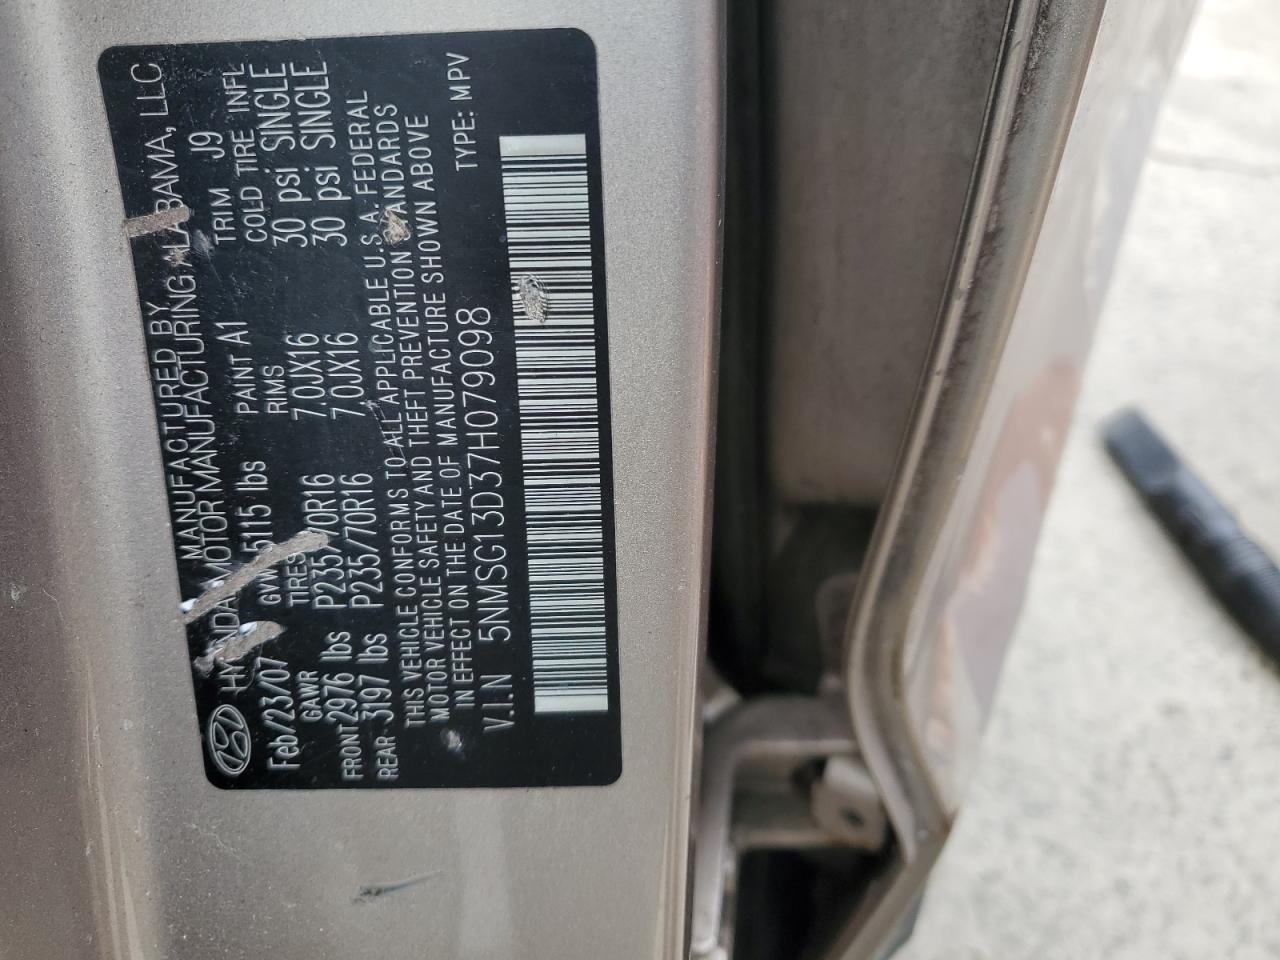 MANUFACTURED BY
HYUNDAI MOTOR MANUFACTURING ALABAMA, LLC
Feb/23/07 GVWR 5115 lbs PAINT A1 TRIM J9
GAWR TIRES RIMS COLD TIRE INFL
FRONT 2976 lbs P235/70R16 7.0JX16 30 psi SINGLE
REAR 3197 lbs P235/70R16 7.0JX16 30 psi SINGLE
THIS VEHICLE CONFORMS TO ALL APPLICABLE U.S.A. FEDERAL
MOTOR VEHICLE SAFETY AND THEFT PREVENTION STANDARDS
IN EFFECT ON THE DATE OF MANUFACTURE SHOWN ABOVE
V.I.N 5NMSG13D37H079098 TYPE: MPV